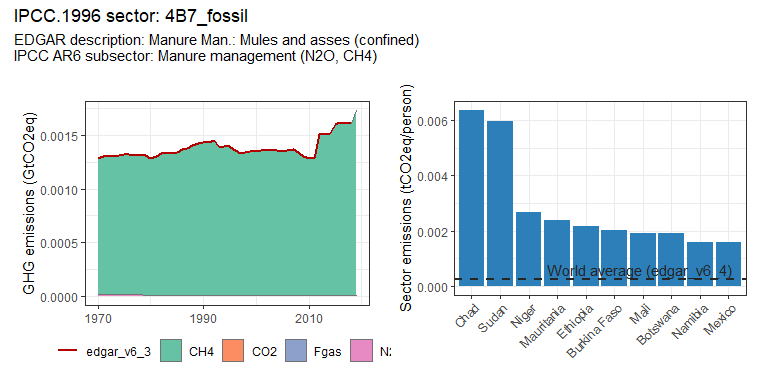 IPCC.1996 sector: 4B7_fossil
EDGAR description: Manure Man.: Mules and asses (confined)
IPCC AR6 subsector: Manure management (N2O, CH4)
GHG emissions (GtCO2eq)
0.0015
0.0010
0.0005
0.0000
1970
1990
2010
edgar_v6_3
CH4
CO2
Fgas
N2
Sector emissions (tCO2eq/person)
0.006
0.004
0.002
0.000
World average (edgar_v6_4)
Chad
Sudan
Niger
Mauritania
Ethiopia
Burkina Faso
Mali
Botswana
Namibia
Mexico